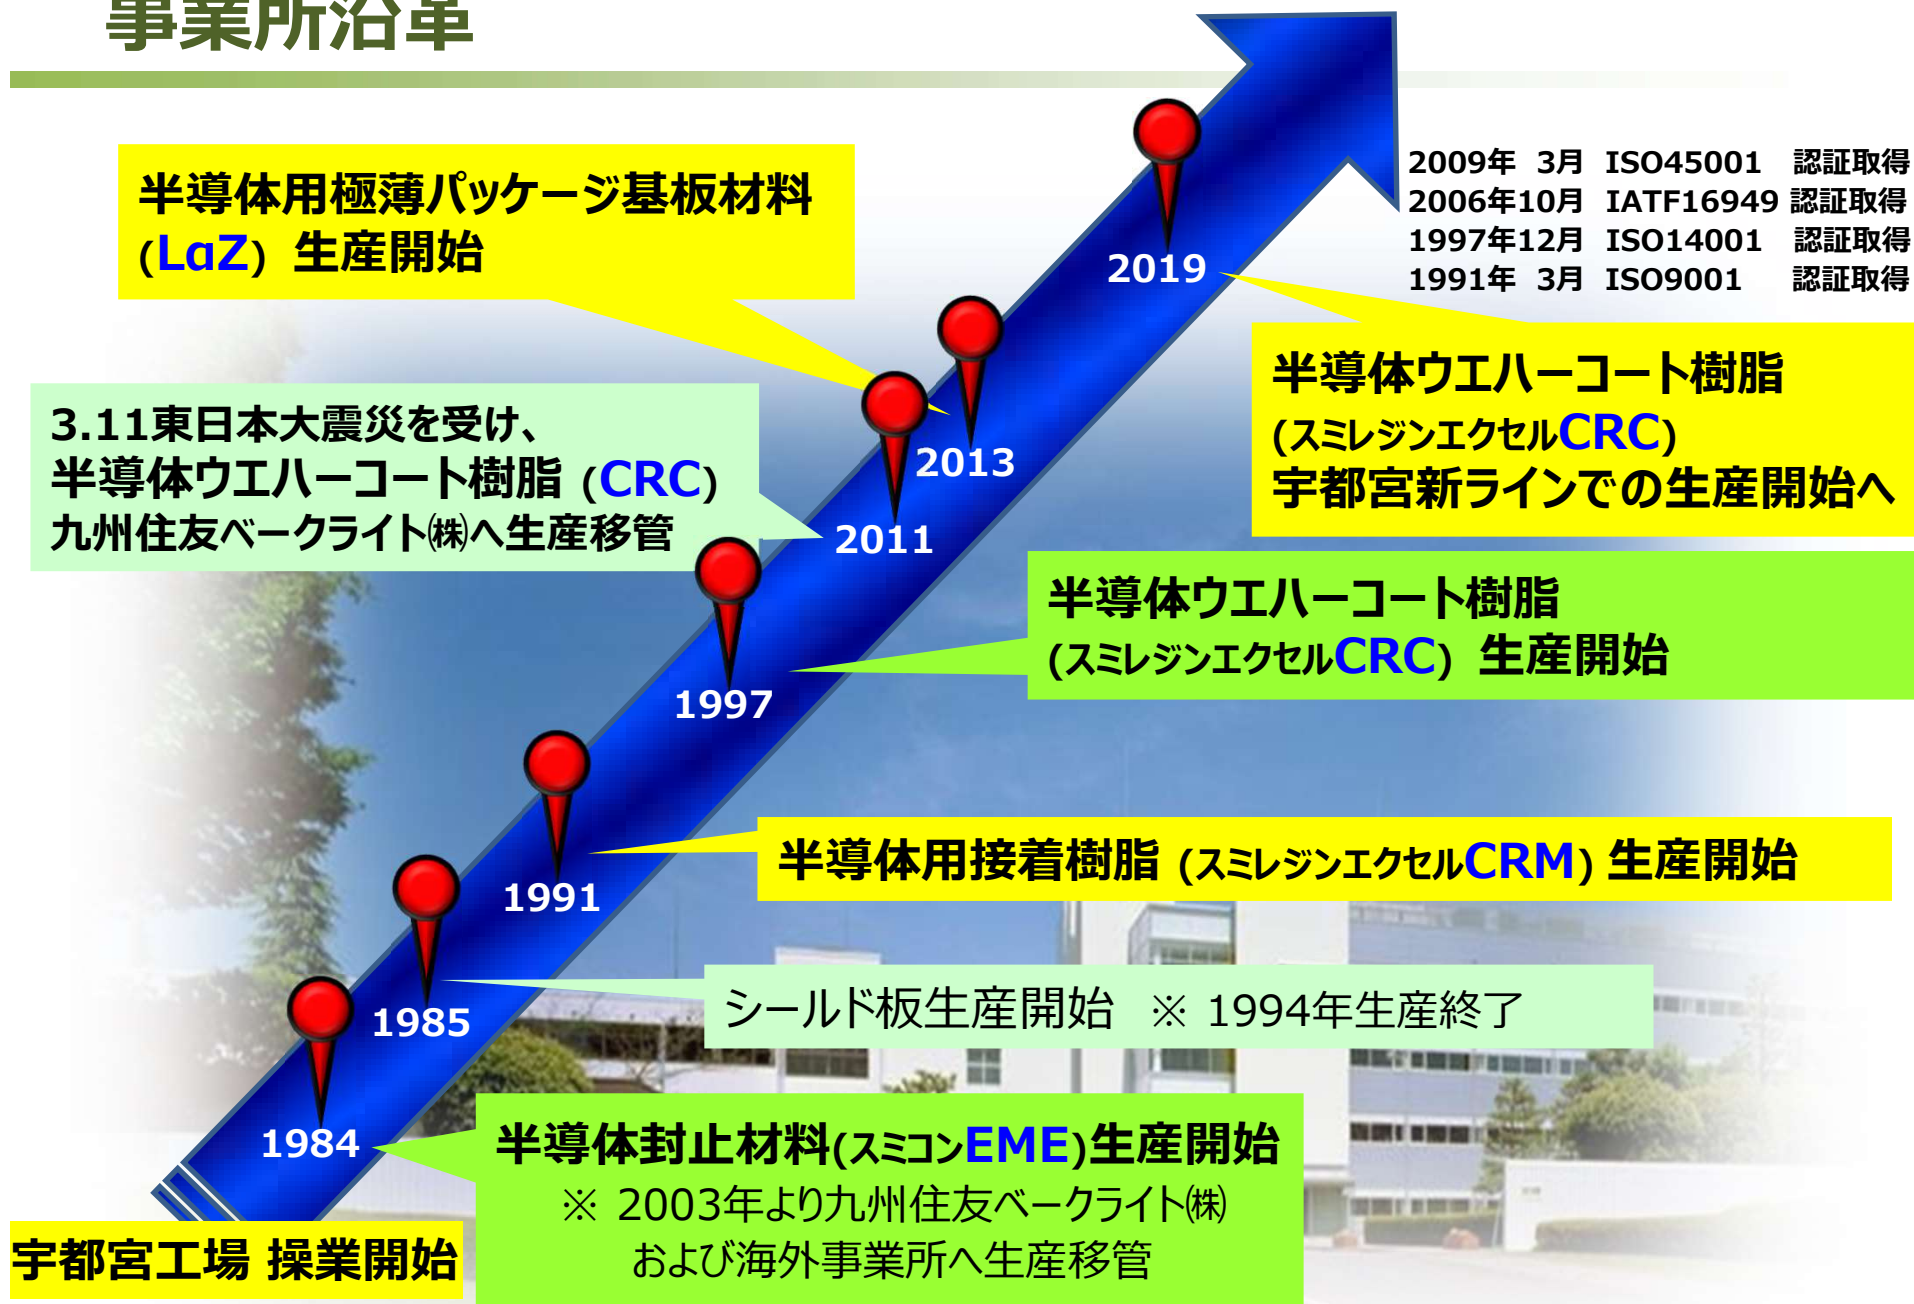 事業所沿革
2009年 3月 ISO45001 認証取得
2006年10月 IATF16949 認証取得
1997年12月 ISO14001 認証取得
1991年 3月 ISO9001 認証取得
半導体用極薄パッケージ基板材料
(LαZ) 生産開始
2019
半導体ウエハーコート樹脂
(スミレジンエクセルCRC)
宇都宮新ラインでの生産開始へ
3.11東日本大震災を受け、
半導体ウエハーコート樹脂 (CRC)
九州住友ベークライト㈱へ生産移管
2013
2011
半導体ウエハーコート樹脂
(スミレジンエクセルCRC) 生産開始
1997
半導体用接着樹脂 (スミレジンエクセルCRM) 生産開始
1991
シールド板生産開始 ※ 1994年生産終了
1985
1984
半導体封止材料(スミコンEME)生産開始
※ 2003年より九州住友ベークライト㈱
および海外事業所へ生産移管
宇都宮工場 操業開始